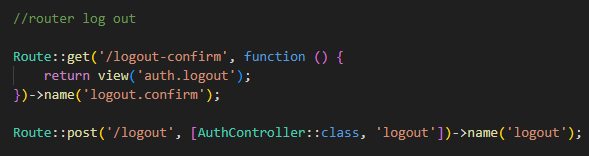 //router log out
Route::get('/logout-confirm', function () {
    return view('auth.logout');
})->name('logout.confirm');
Route::post('/logout', [AuthController::class, 'logout'])->name('logout');